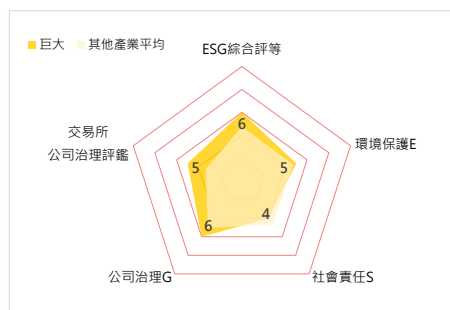 巨大 其他產業平均
ESG綜合評等
交易所
公司治理評鑑
環境保護E
6
5
5
6
4
公司治理G
社會責任S